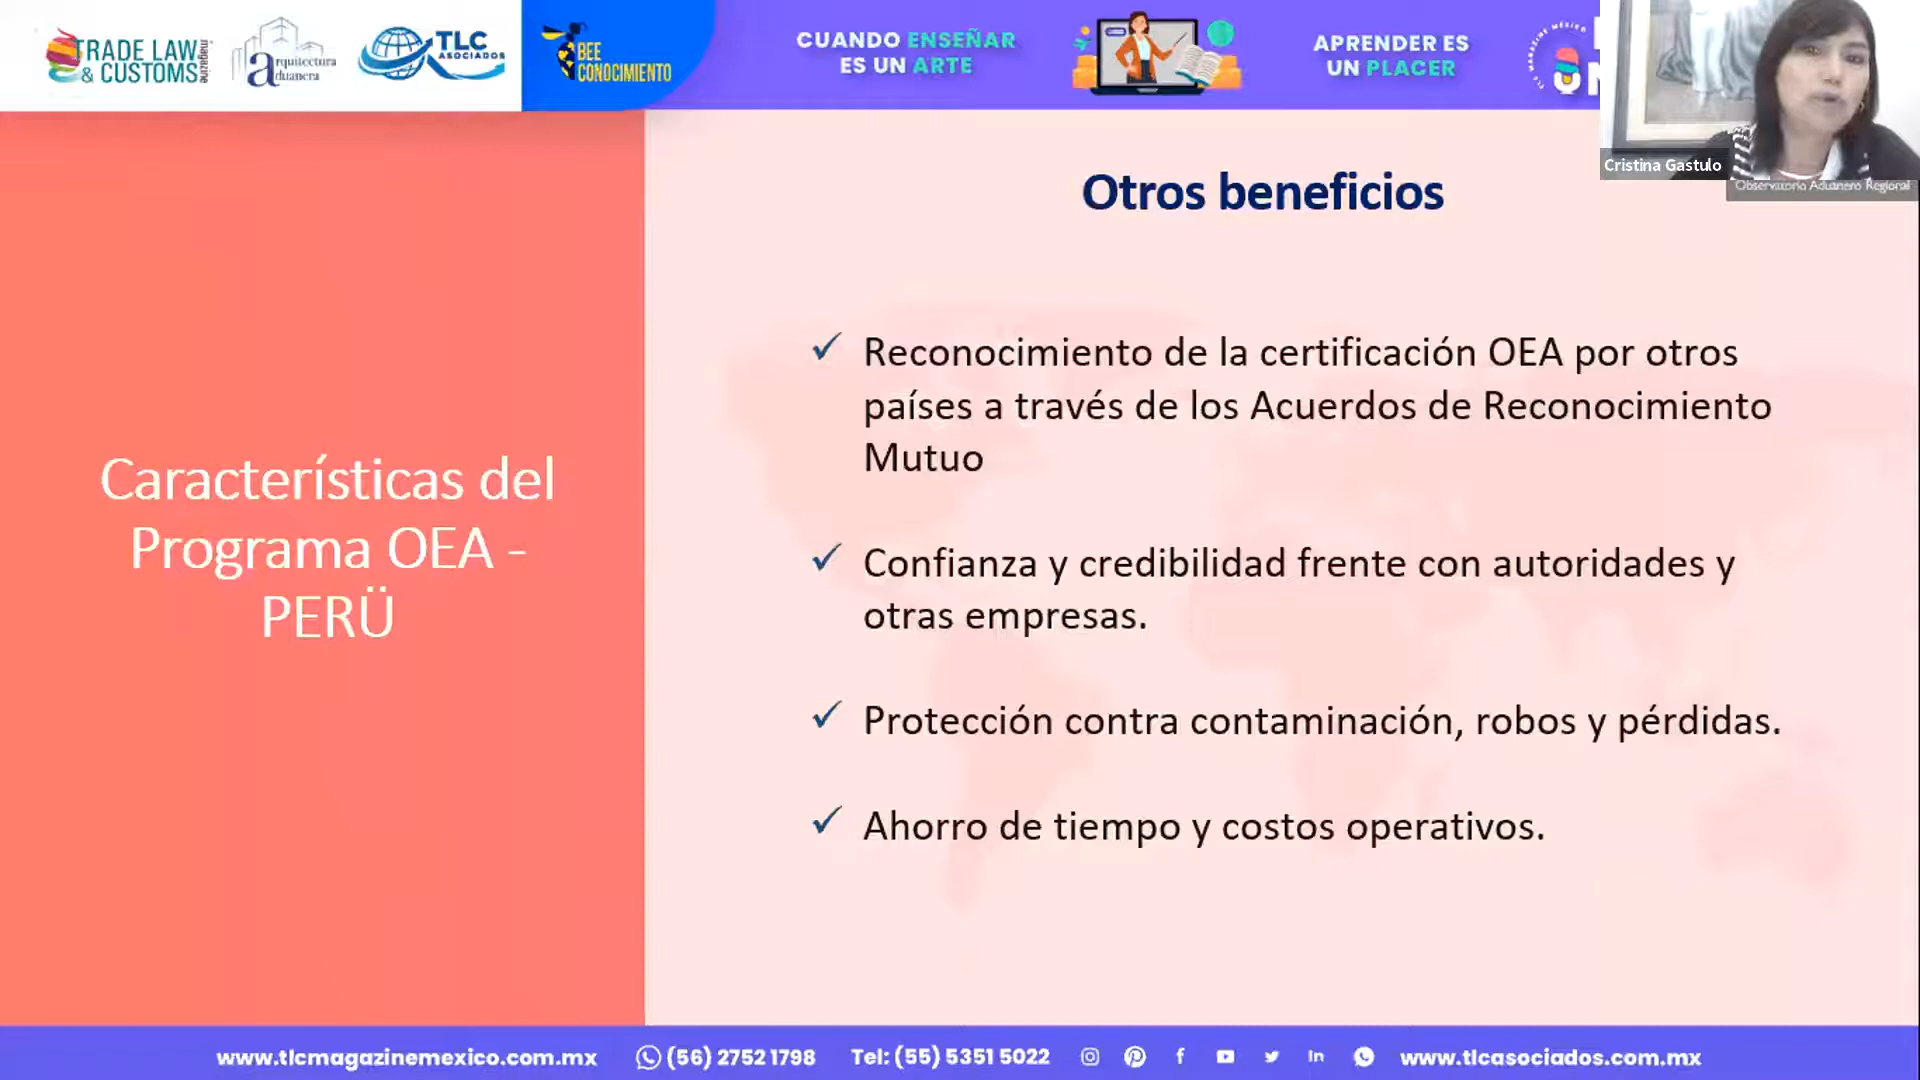 TRADE LAW
& CUSTOMS
magazine
arquitectura
aduanera
TLC
ASOCIADOS
BEE
CONOCIMIENTO
CUANDO ENSEÑAR
ES UN ARTE
APRENDER ES
UN PLACER
Cristina Gastulo
Observatorio Aduanero Regional
Otros beneficios
Características del
Programa OEA -
PERÜ
✓ Reconocimiento de la certificación OEA por otros
países a través de los Acuerdos de Reconocimiento
Mutuo
✓ Confianza y credibilidad frente con autoridades y
otras empresas.
✓ Protección contra contaminación, robos y pérdidas.
✓ Ahorro de tiempo y costos operativos.
www.tlcmagazinemexico.com.mx (56) 2752 1798 Tel: (55) 5351 5022 www.tlcasociados.com.mx